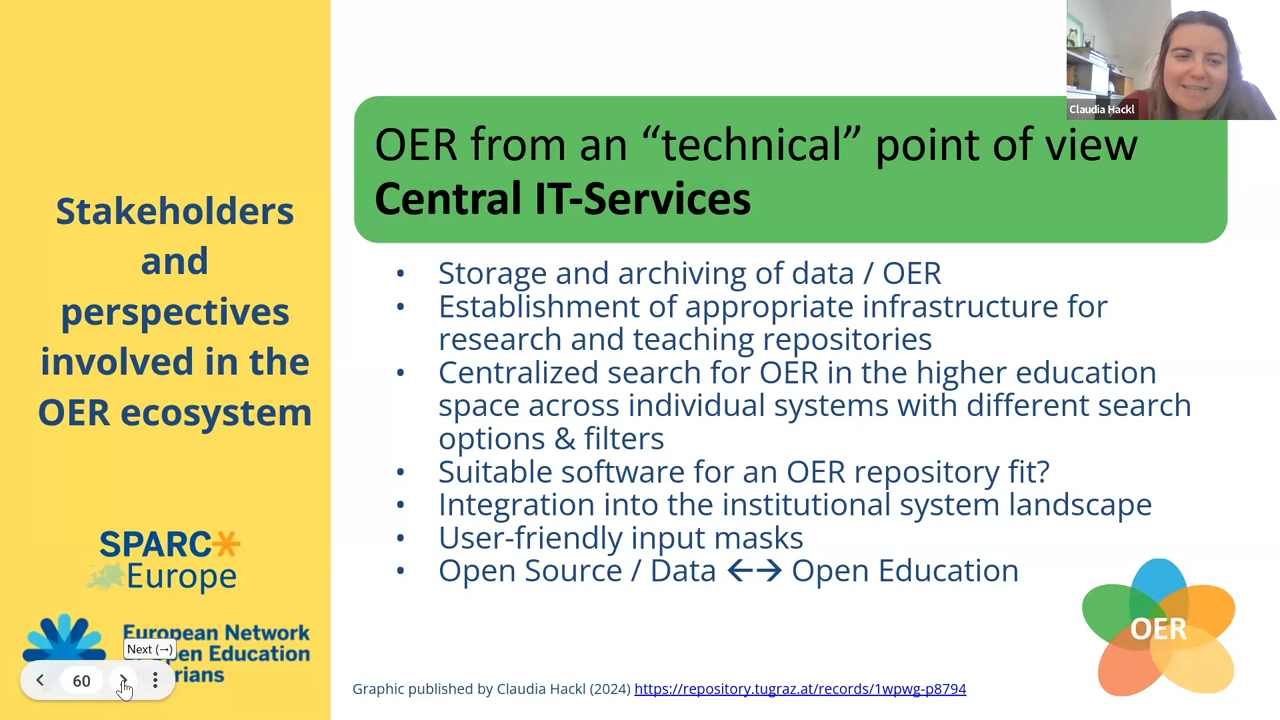 Stakeholders
and
perspectives
involved in the
OER ecosystem
SPARC
Europe
European Network
Open Education
rians
Next (→)
60
OER from an “technical” point of view
Central IT-Services
• Storage and archiving of data / OER
• Establishment of appropriate infrastructure for
research and teaching repositories
• Centralized search for OER in the higher education
space across individual systems with different search
options & filters
• Suitable software for an OER repository fit?
• Integration into the institutional system landscape
• User-friendly input masks
• Open Source / Data ←→ Open Education
OER
Graphic published by Claudia Hackl (2024) https://repository.tugraz.at/records/1wpwg-p8794
Claudia Hackl